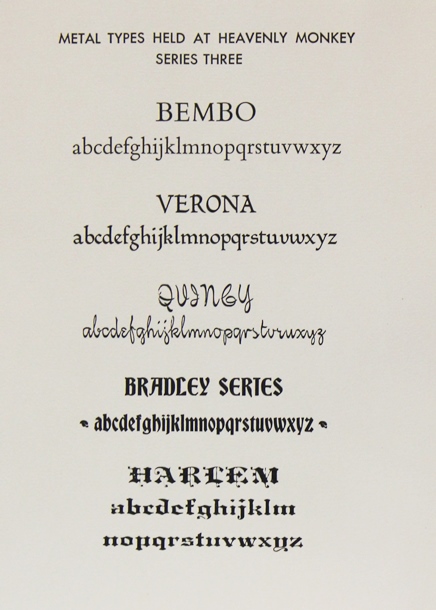 METAL TYPES HELD AT HEAVENLY MONKEY
SERIES THREE
BEMBO
abcdefghijklmnopqrstuvwxyz
VERONA
abcdefghijklmnopqrstuvwxyz
QUINCY
abcdefghijklmnopqrstuvwxyz
BRADLEY SERIES
abcdefghijklmnopqrstuvwxyz
HARLEM
abcdefghijklm
nopqrstuvwxyz